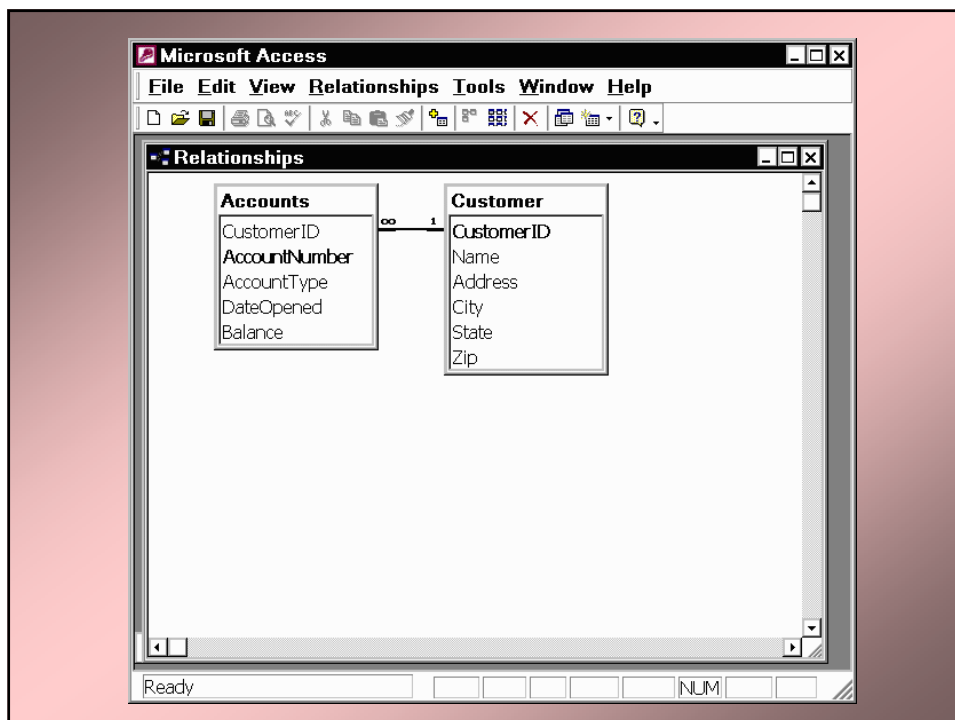 Microsoft Access
File Edit View Relationships Tools Window Help
Relationships
Accounts
CustomerID
AccountNumber
AccountType
DateOpened
Balance
∞ 1
Customer
CustomerID
Name
Address
City
State
Zip
Ready NUM